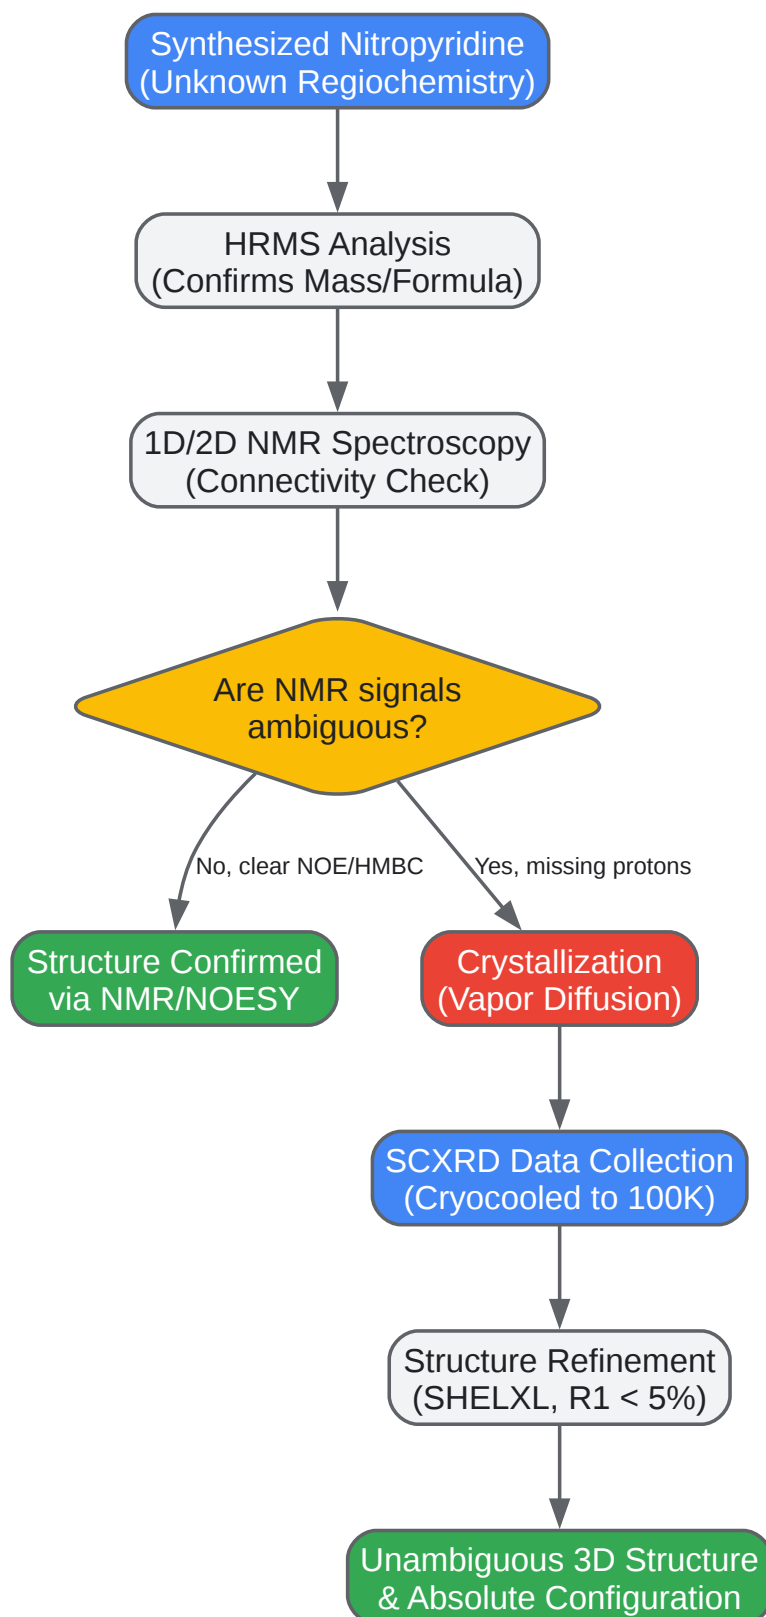 Synthesized Nitropyridine
(Unknown Regiochemistry)
HRMS Analysis
(Confirms Mass/Formula)
1D/2D NMR Spectroscopy
(Connectivity Check)
Are NMR signals
ambiguous?
No, clear NOE/HMBC
Yes, missing protons
Structure Confirmed
via NMR/NOESY
Crystallization
(Vapor Diffusion)
SCXRD Data Collection
(Cryocooled to 100K)
Structure Refinement
(SHELXL, R1 < 5%)
Unambiguous 3D Structure
& Absolute Configuration